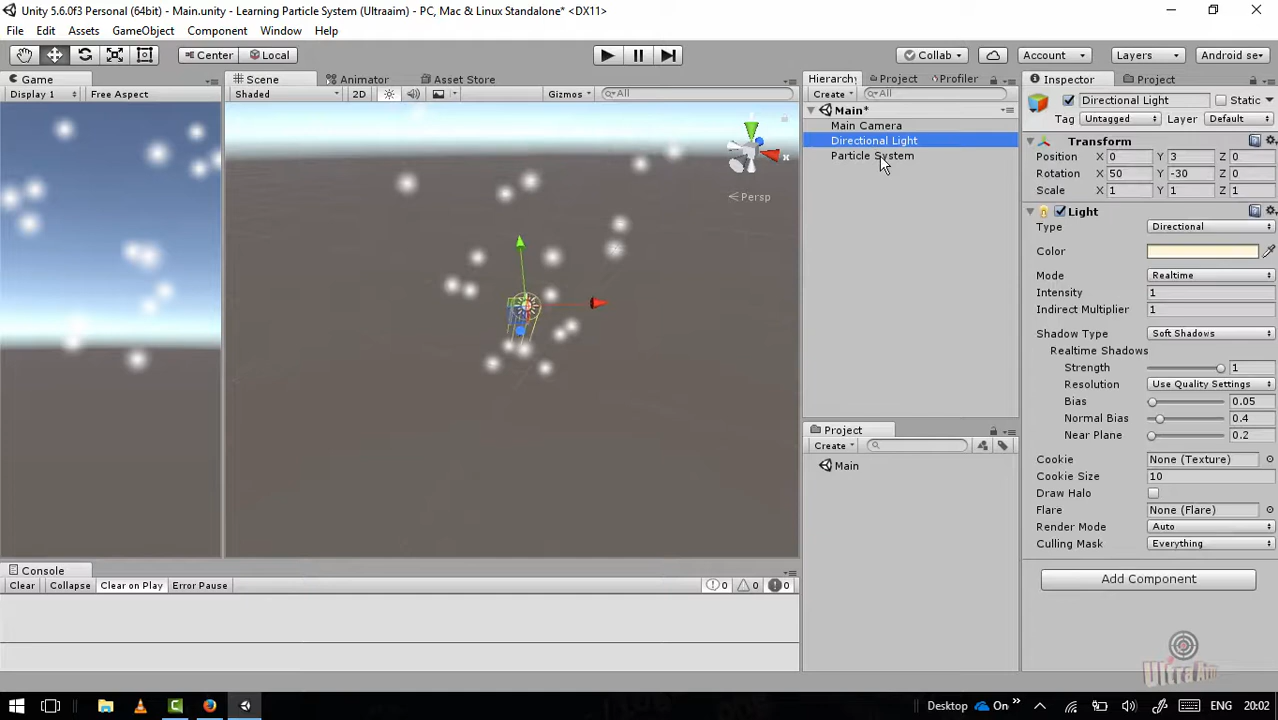 Unity 5.6.0f3 Personal (64bit) - Main.unity - Learning Particle System (Ultraaim) - PC, Mac & Linux Standalone* <DX11>
File Edit Assets GameObject Component Window Help
Center Local Collab Account Layers Android se
Game Scene Animator Asset Store Hierarchy Project Profiler Inspector Project
Display 1 Free Aspect Shaded 2D Gizmos All Create All
Directional Light Static
Tag Untagged Layer Default
Main*
Main Camera
Directional Light
Particle System
Transform
Position X 0 Y 3 Z 0
Rotation X 50 Y -30 Z 0
Scale X 1 Y 1 Z 1
x
Persp
Light
Type Directional
Color
Mode Realtime
Intensity 1
Indirect Multiplier 1
Shadow Type Soft Shadows
Realtime Shadows
Strength 1
Resolution Use Quality Settings
Bias 0.05
Normal Bias 0.4
Near Plane 0.2
Cookie None (Texture)
Cookie Size 10
Draw Halo
Flare None (Flare)
Render Mode Auto
Culling Mask Everything
Add Component
Project
Create
Main
Console
Clear Collapse Clear on Play Error Pause 0 0 0
Ultra Aim
Desktop On ENG 20:02